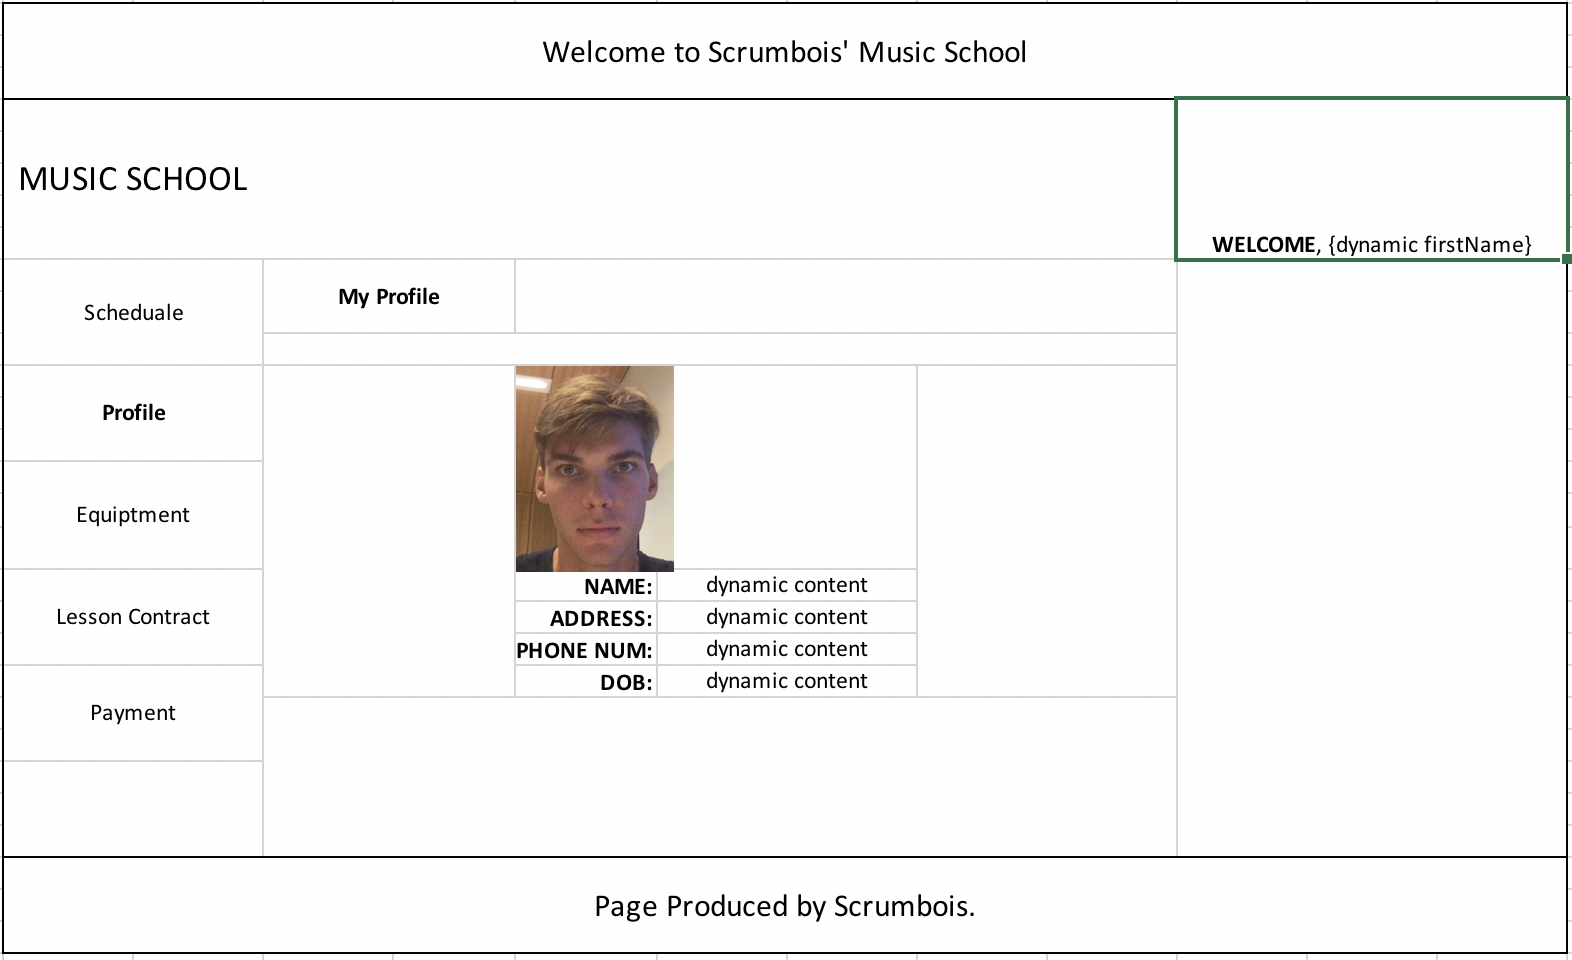 Welcome to Scrumbois' Music School
MUSIC SCHOOL
WELCOME, {dynamic firstName}
Scheduale
My Profile
Profile
Equiptment
Lesson Contract
Payment
NAME: dynamic content
ADDRESS: dynamic content
PHONE NUM: dynamic content
DOB: dynamic content
Page Produced by Scrumbois.